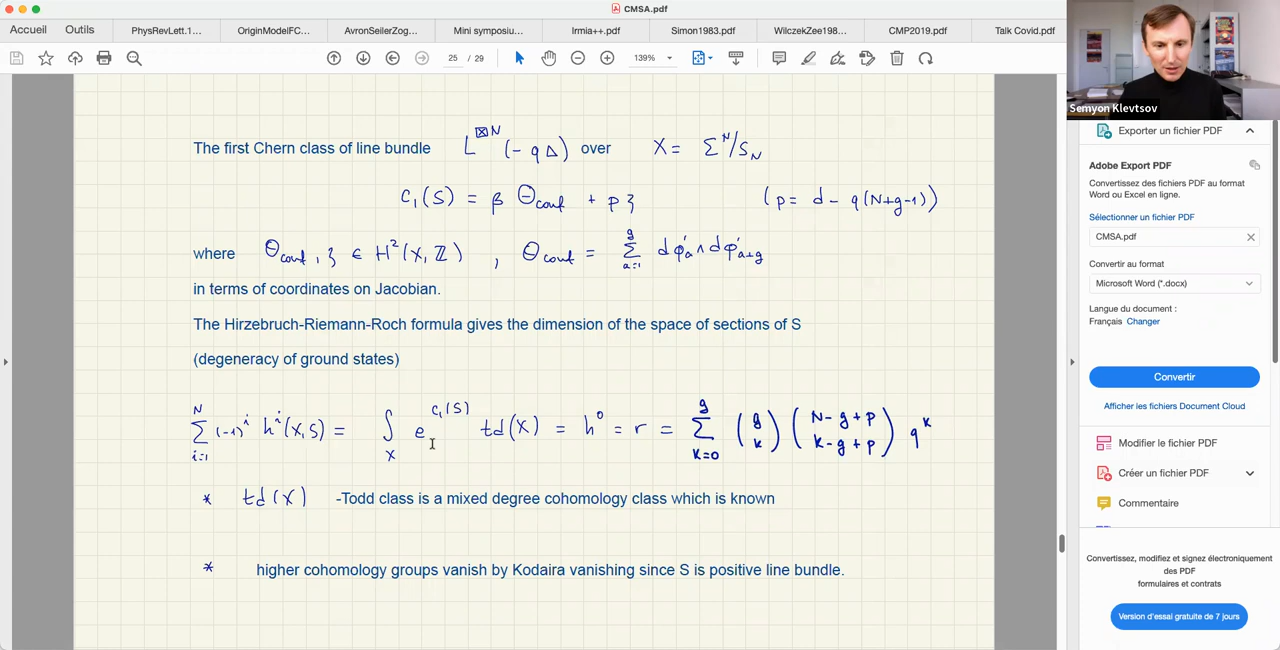 CMSA.pdf
Accueil Outils PhysRevLett.1... OriginModelFC... AvronSeilerZog... Mini symposiu... Irmia++.pdf Simon1983.pdf WilczekZee198... CMP2019.pdf Talk Covid.pdf
25 / 29 139%
Semyon Klevtsov
The first Chern class of line bundle L^{⊠N}(-qΔ) over X = Σ^N/S_N
c₁(S) = β Θ_conf + p ξ (p = d - q(N+g-1))
where Θ_conf, ξ ∈ H²(X, ℤ), Θ_conf = Σ_{a=1}^{g} dφ'_a ∧ dφ'_{a+g}
in terms of coordinates on Jacobian.
The Hirzebruch-Riemann-Roch formula gives the dimension of the space of sections of S
(degeneracy of ground states)
Σ_{i=1}^{N} (-1)^i h^i(X,S) = ∫_X e^{c₁(S)} td(X) = h⁰ = r = Σ_{k=0}^{g} (g k) (N-g+p k-g+p) q^k
* td(X) -Todd class is a mixed degree cohomology class which is known
* higher cohomology groups vanish by Kodaira vanishing since S is positive line bundle.
Exporter un fichier PDF
Adobe Export PDF
Convertissez des fichiers PDF au format
Word ou Excel en ligne.
Sélectionner un fichier PDF
CMSA.pdf
Convertir au format
Microsoft Word (*.docx)
Langue du document :
Français Changer
Convertir
Afficher les fichiers Document Cloud
Modifier le fichier PDF
Créer un fichier PDF
Commentaire
Convertissez, modifiez et signez électroniquement
des PDF
formulaires et contrats
Version d'essai gratuite de 7 jours